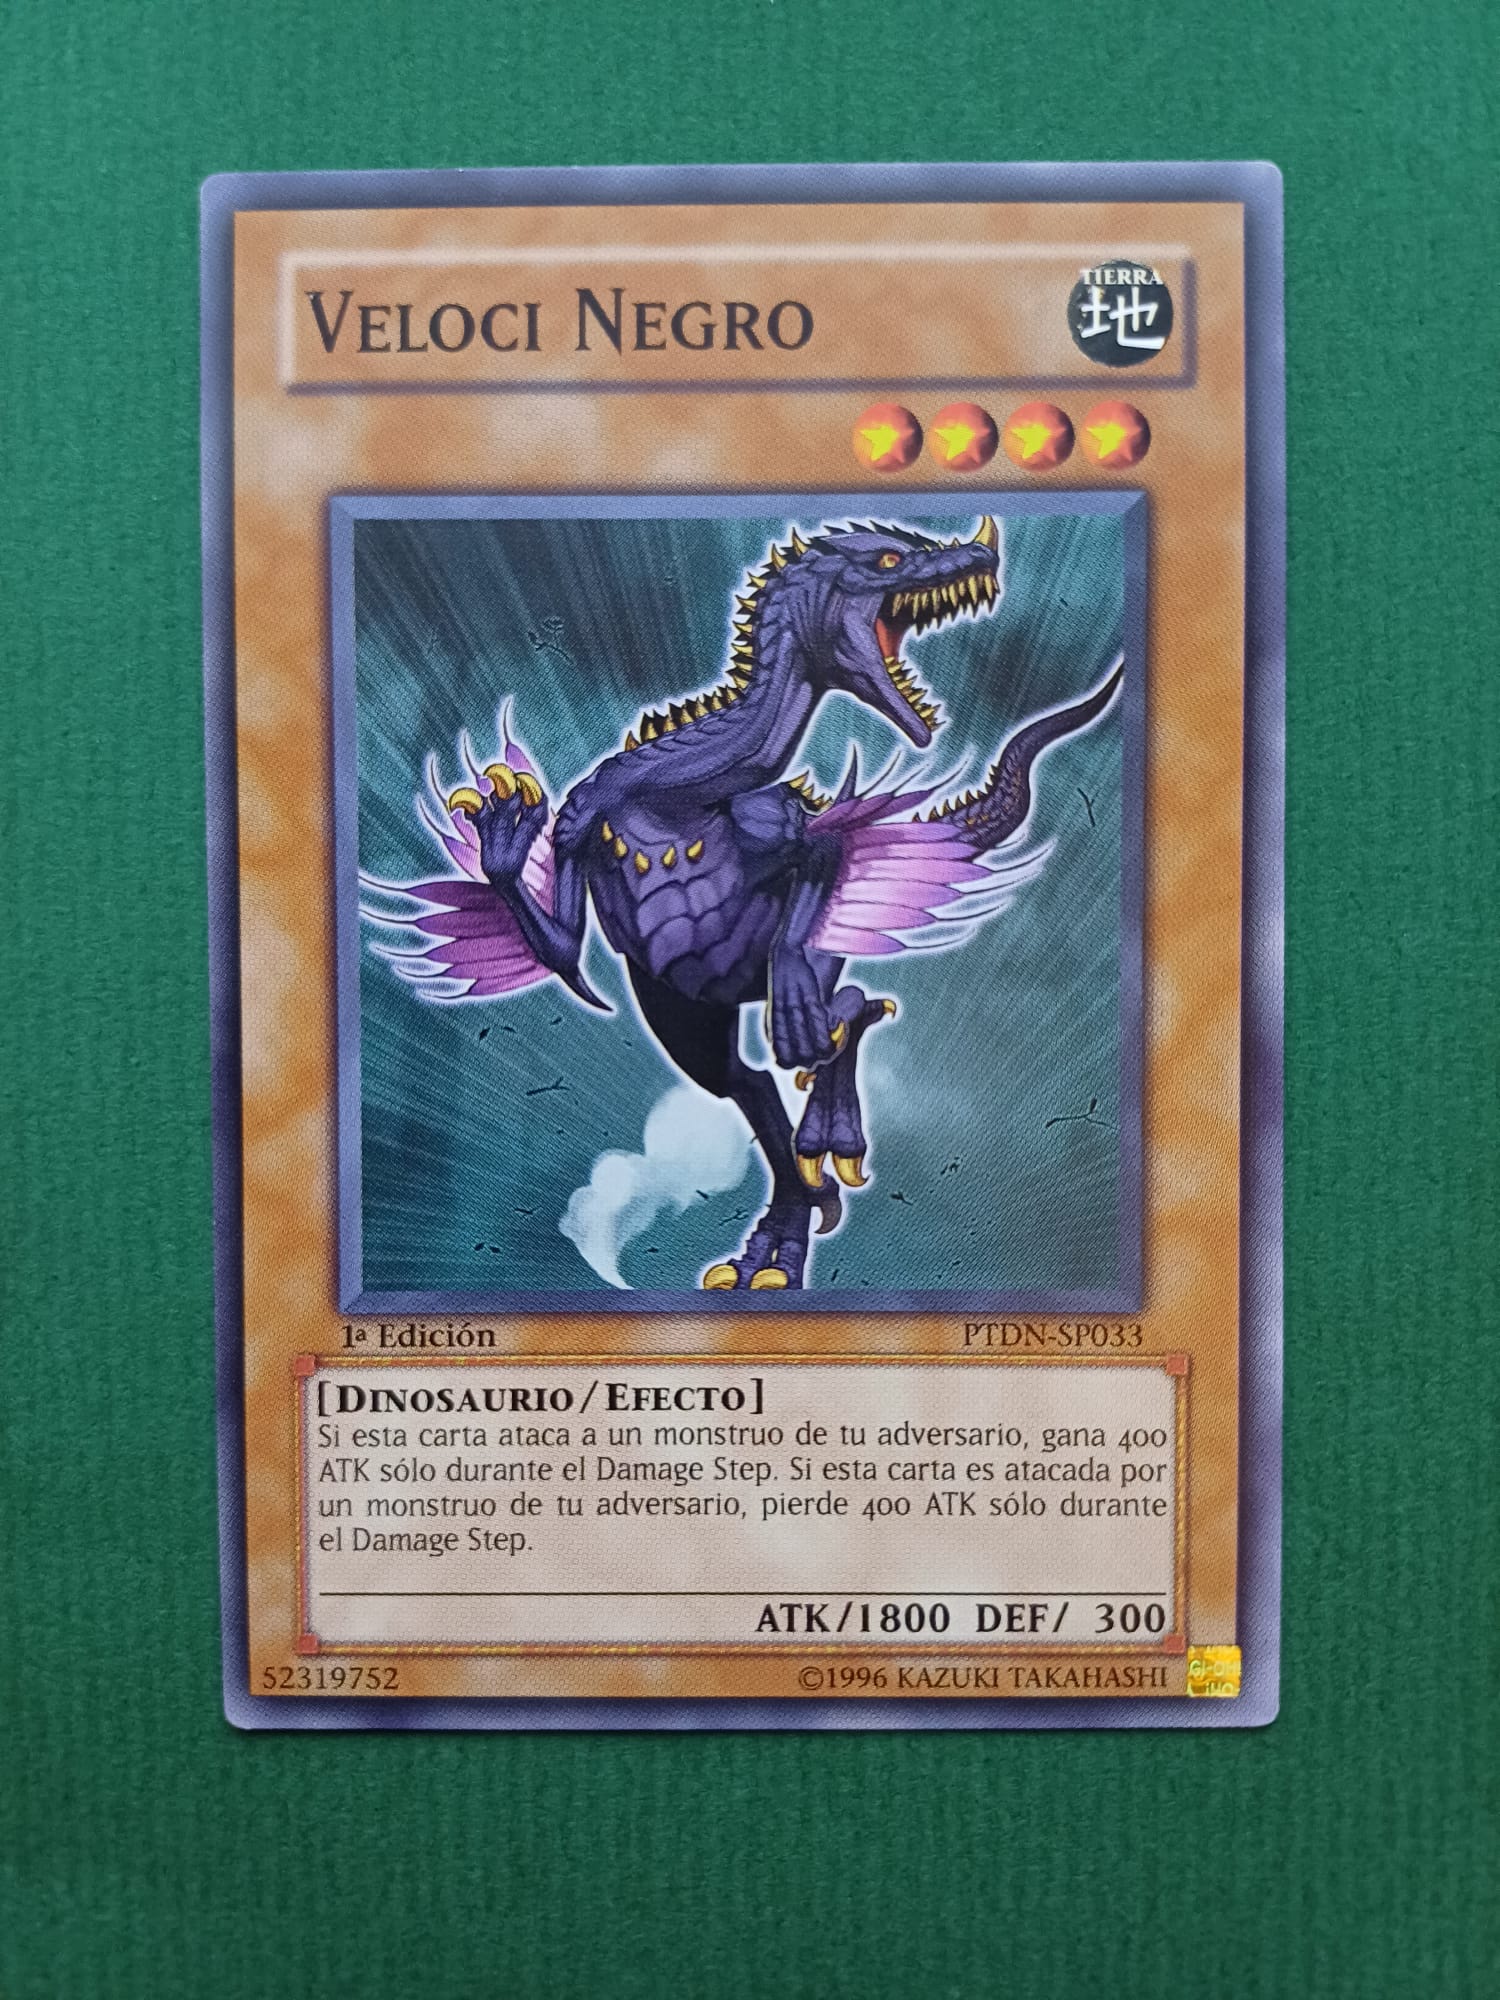 VELOCI NEGRO
TIERRA
地
1ª Edición
PTDN-SP033
[DINOSAURIO/EFECTO]
Si esta carta ataca a un monstruo de tu adversario, gana 400
ATK sólo durante el Damage Step. Si esta carta es atacada por
un monstruo de tu adversario, pierde 400 ATK sólo durante
el Damage Step.
ATK/1800 DEF/ 300
52319752
©1996 KAZUKI TAKAHASHI